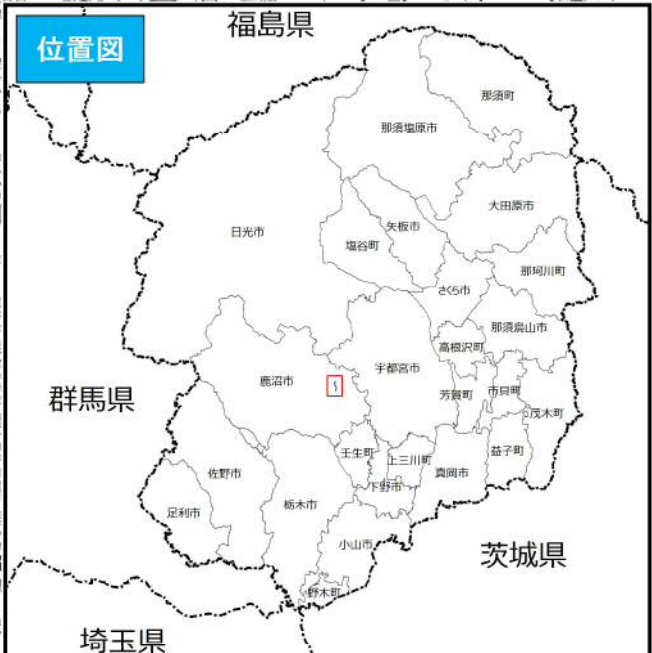 福島県
位置図
那須町
那須塩原市
大田原市
矢板市
日光市
塩谷町
那珂川町
さくら市
那須烏山市
高根沢町
宇都宮市
鹿沼市
芳賀町
市貝町
群馬県
茂木町
壬生町
上三川町
益子町
佐野市
真岡市
下野市
栃木市
足利市
小山市
茨城県
野木町
埼玉県